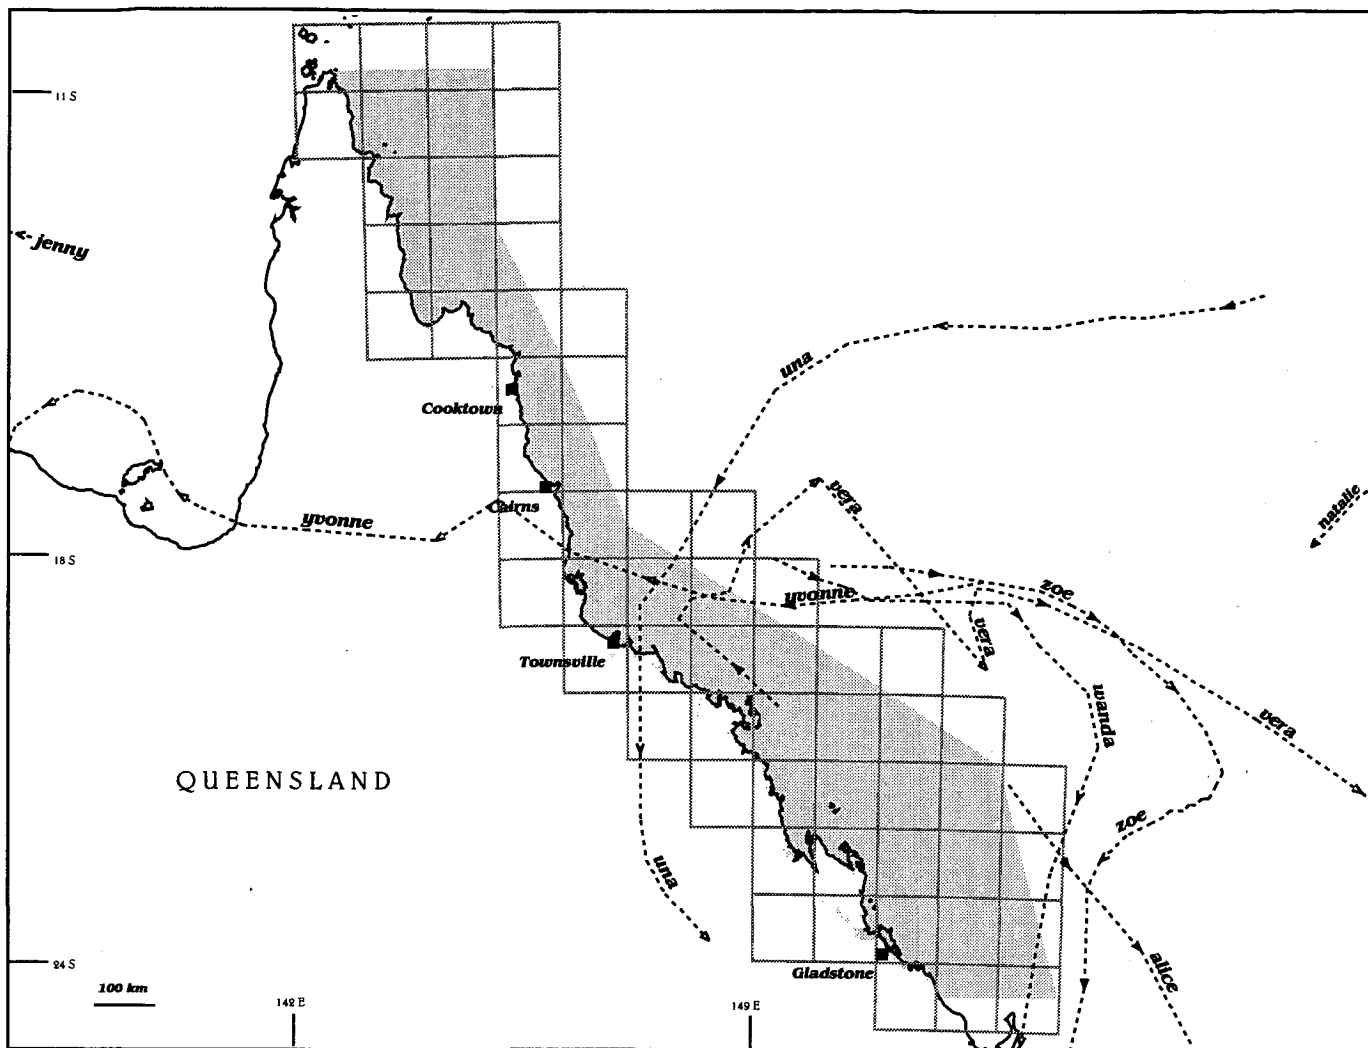 11 S
jenny
una
Cooktown
vera
natalie
Cairns
yvonne
18 S
zoe
yvonne
vera
Townsville
wanda
vera
QUEENSLAND
zoe
una
24 S
Gladstone
alice
100 km
142 E
149 E